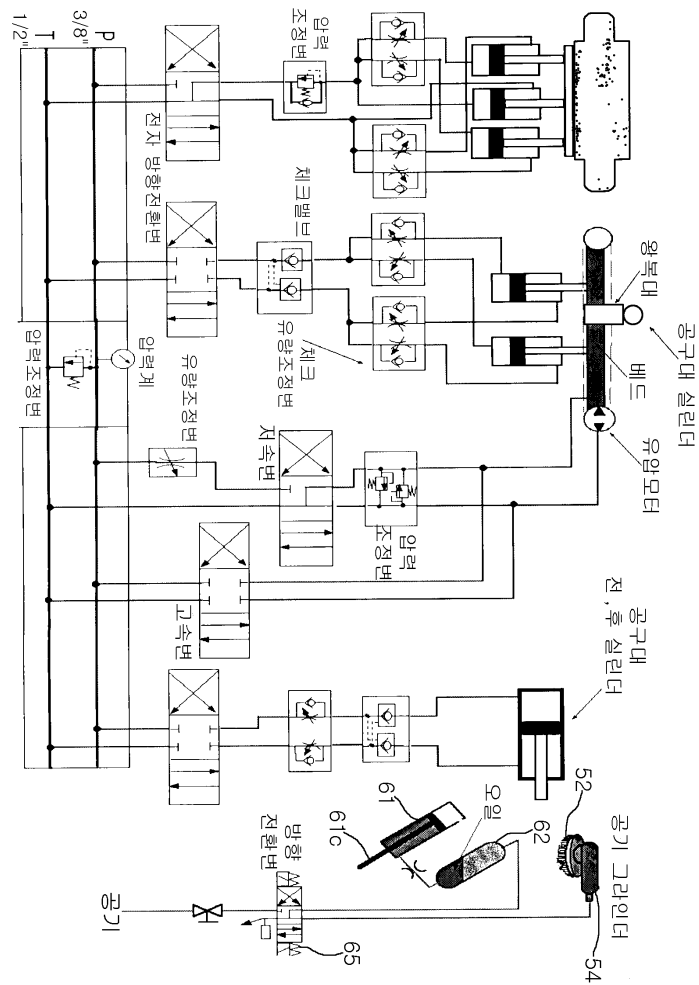 공구대 실린더
왕복대
베드
유압모터
공구대
전,후 실린더
공기 그라인더
52
54
62
오일
61
61c
압력
조정변
체크
유량조정변
압력
조정변
체크밸브
저속변
방향
전환변
65
고속변
전자 방향전환변
유량조정변
압력계
압력조정변
공기
P
3/8"
T
1/2"